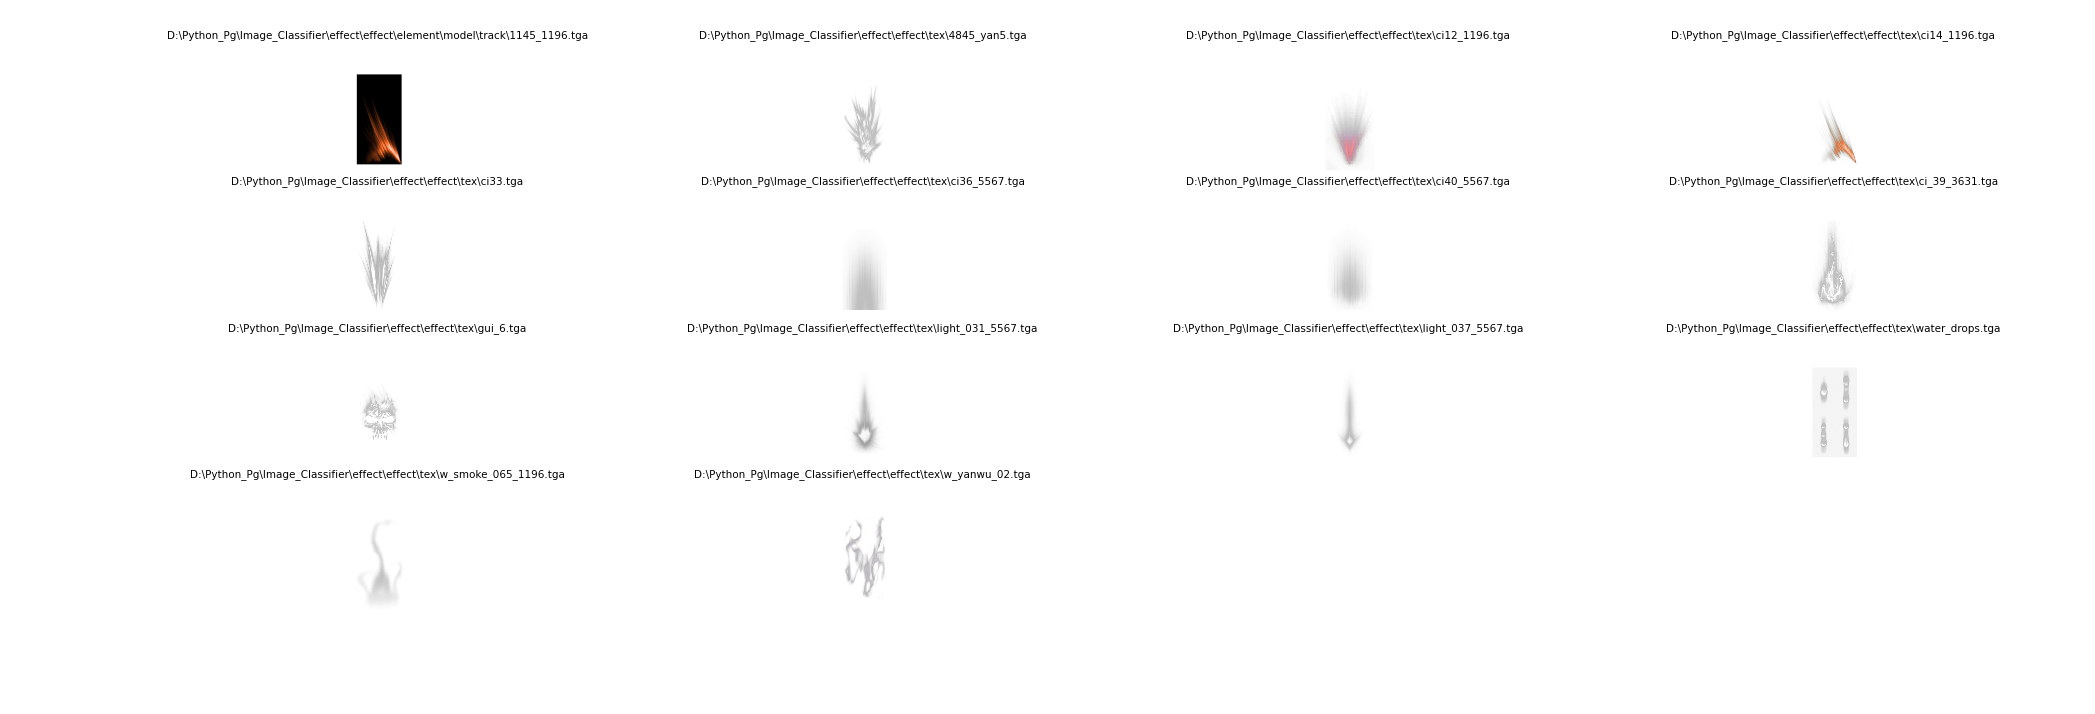 D:\Python_Pg\Image_Classifier\effect\effect\element\model\track\1145_1196.tga
D:\Python_Pg\Image_Classifier\effect\effect\tex\4845_yan5.tga
D:\Python_Pg\Image_Classifier\effect\effect\tex\ci12_1196.tga
D:\Python_Pg\Image_Classifier\effect\effect\tex\ci14_1196.tga
D:\Python_Pg\Image_Classifier\effect\effect\tex\ci33.tga
D:\Python_Pg\Image_Classifier\effect\effect\tex\ci36_5567.tga
D:\Python_Pg\Image_Classifier\effect\effect\tex\ci40_5567.tga
D:\Python_Pg\Image_Classifier\effect\effect\tex\ci_39_3631.tga
D:\Python_Pg\Image_Classifier\effect\effect\tex\gui_6.tga
D:\Python_Pg\Image_Classifier\effect\effect\tex\light_031_5567.tga
D:\Python_Pg\Image_Classifier\effect\effect\tex\light_037_5567.tga
D:\Python_Pg\Image_Classifier\effect\effect\tex\water_drops.tga
D:\Python_Pg\Image_Classifier\effect\effect\tex\w_smoke_065_1196.tga
D:\Python_Pg\Image_Classifier\effect\effect\tex\w_yanwu_02.tga